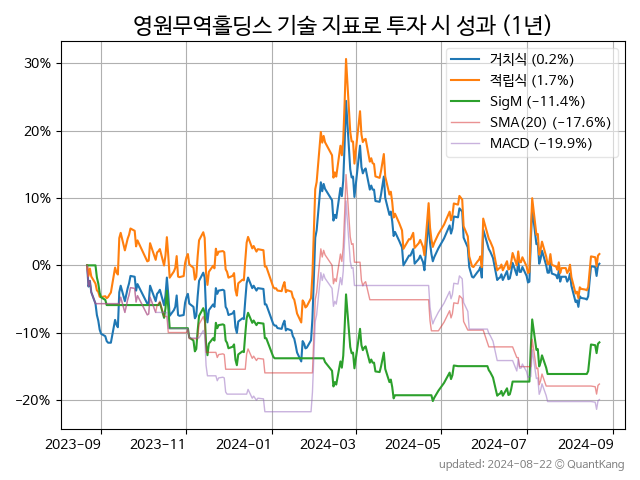 영원무역홀딩스 기술 지표로 투자 시 성과 (1년)
거치식 (0.2%)
적립식 (1.7%)
SigM (−11.4%)
SMA(20) (−17.6%)
MACD (−19.9%)
30%
20%
10%
0%
−10%
−20%
2023-09
2023-11
2024-01
2024-03
2024-05
2024-07
2024-09
updated: 2024-08-22 © QuantKang